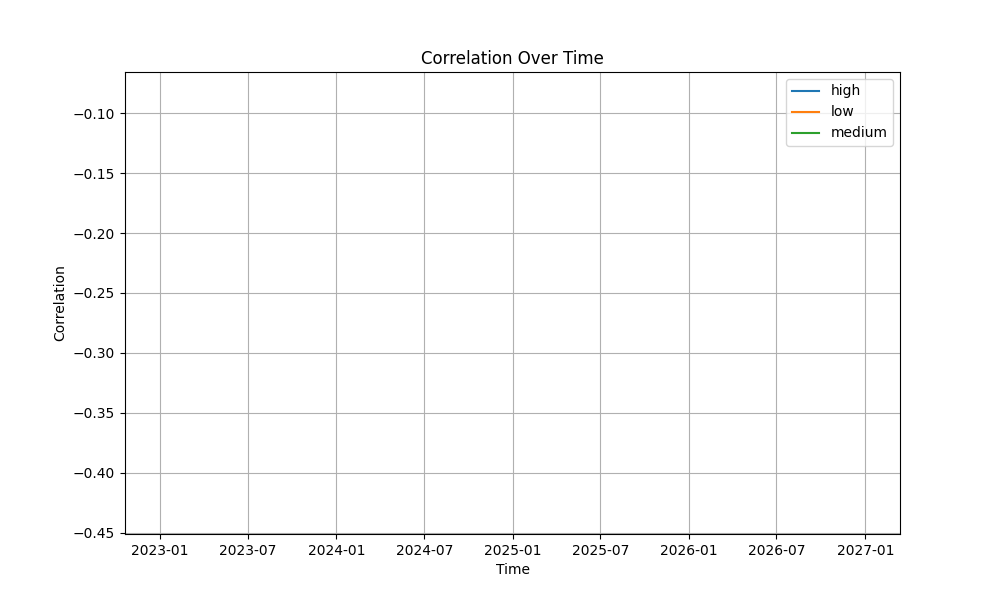 Correlation Over Time
high
low
medium
−0.10
−0.15
−0.20
−0.25
−0.30
−0.35
−0.40
−0.45
Correlation
2023-01 2023-07 2024-01 2024-07 2025-01 2025-07 2026-01 2026-07 2027-01
Time